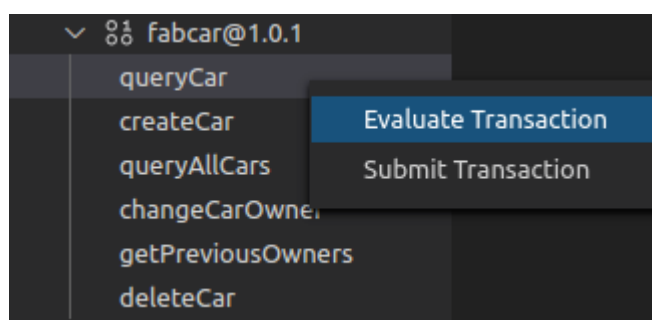 fabcar@1.0.1
queryCar
createCar
Evaluate Transaction
queryAllCars
Submit Transaction
changeCarOwner
getPreviousOwners
deleteCar